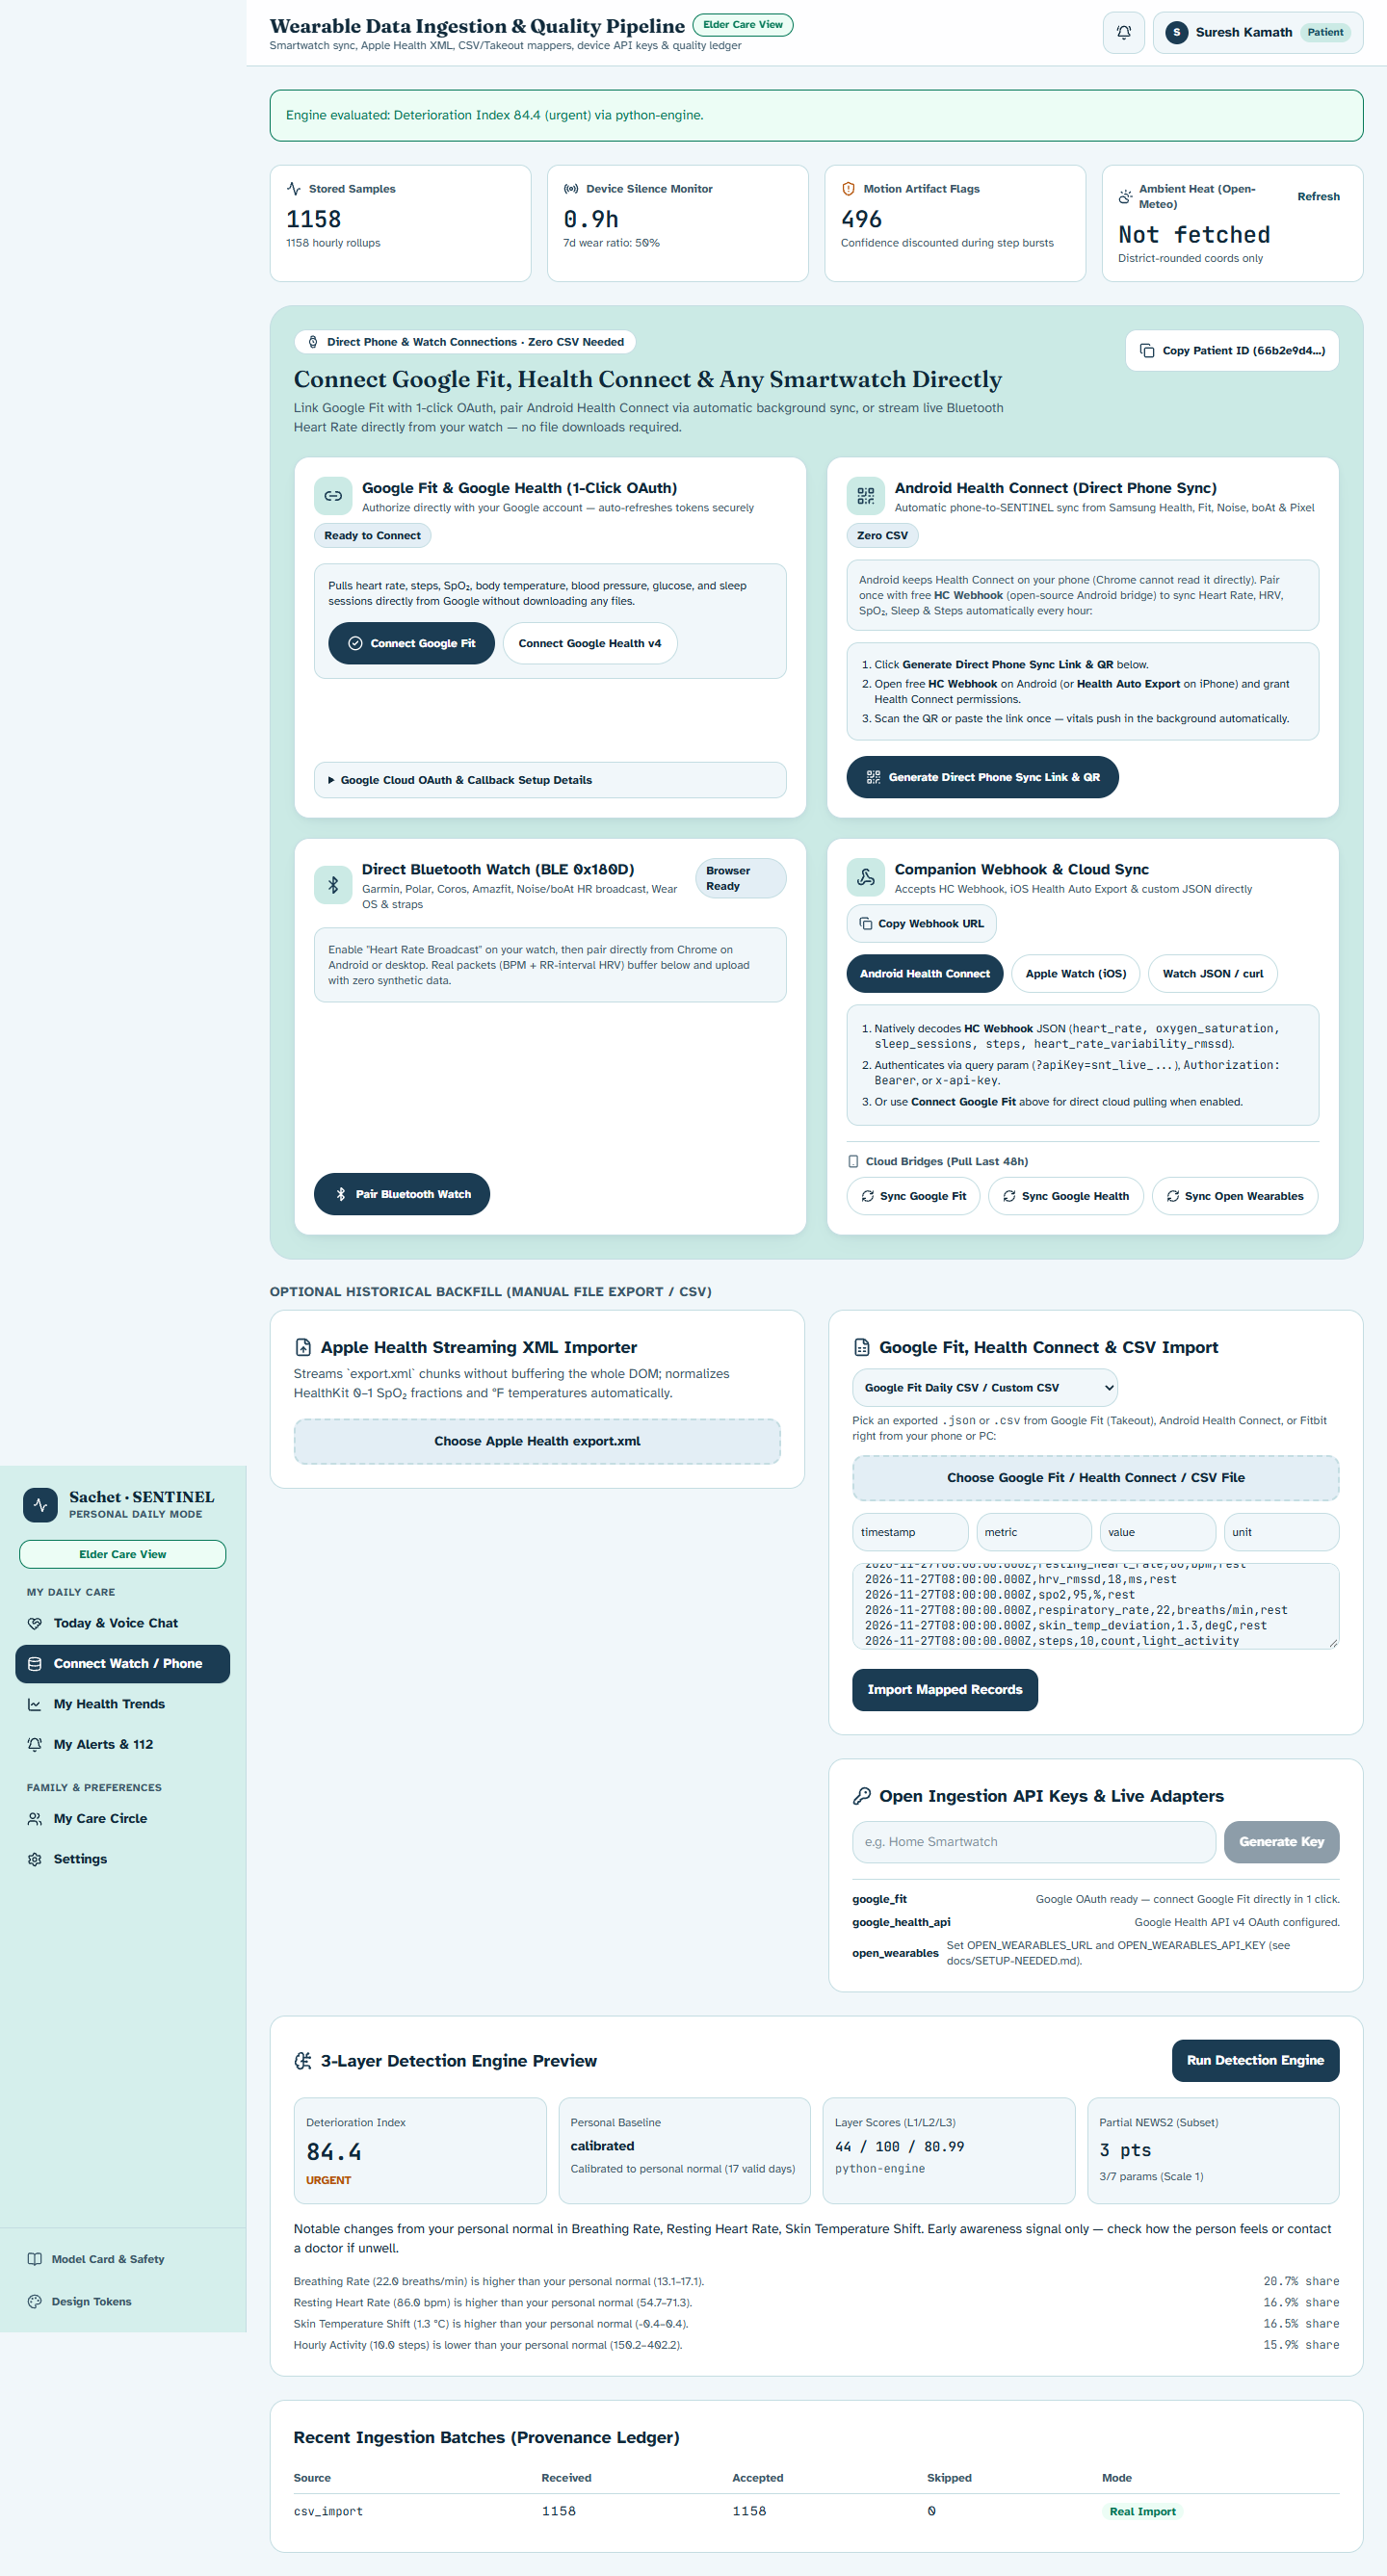 Wearable Data Ingestion & Quality Pipeline
Elder Care View
Smartwatch sync, Apple Health XML, CSV/Takeout mappers, device API keys & quality ledger
S
Suresh Kamath
Patient
Engine evaluated: Deterioration Index 84.4 (urgent) via python-engine.
Stored Samples
1158
1158 hourly rollups
Device Silence Monitor
0.9h
7d wear ratio: 50%
Motion Artifact Flags
496
Confidence discounted during step bursts
Ambient Heat (Open-
Meteo)
Refresh
Not fetched
District-rounded coords only
Direct Phone & Watch Connections · Zero CSV Needed
Copy Patient ID (66b2e9d4...)
Connect Google Fit, Health Connect & Any Smartwatch Directly
Link Google Fit with 1-click OAuth, pair Android Health Connect via automatic background sync, or stream live Bluetooth
Heart Rate directly from your watch — no file downloads required.
Google Fit & Google Health (1-Click OAuth)
Authorize directly with your Google account — auto-refreshes tokens securely
Ready to Connect
Pulls heart rate, steps, SpO₂, body temperature, blood pressure, glucose, and sleep
sessions directly from Google without downloading any files.
Connect Google Fit
Connect Google Health v4
Google Cloud OAuth & Callback Setup Details
Android Health Connect (Direct Phone Sync)
Automatic phone-to-SENTINEL sync from Samsung Health, Fit, Noise, boAt & Pixel
Zero CSV
Android keeps Health Connect on your phone (Chrome cannot read it directly). Pair
once with free HC Webhook (open-source Android bridge) to sync Heart Rate, HRV,
SpO₂, Sleep & Steps automatically every hour:
1. Click Generate Direct Phone Sync Link & QR below.
2. Open free HC Webhook on Android (or Health Auto Export on iPhone) and grant
Health Connect permissions.
3. Scan the QR or paste the link once — vitals push in the background automatically.
Generate Direct Phone Sync Link & QR
Direct Bluetooth Watch (BLE 0x180D)
Garmin, Polar, Coros, Amazfit, Noise/boAt HR broadcast, Wear
OS & straps
Browser
Ready
Enable "Heart Rate Broadcast" on your watch, then pair directly from Chrome on
Android or desktop. Real packets (BPM + RR-interval HRV) buffer below and upload
with zero synthetic data.
Pair Bluetooth Watch
Companion Webhook & Cloud Sync
Accepts HC Webhook, iOS Health Auto Export & custom JSON directly
Copy Webhook URL
Android Health Connect
Apple Watch (iOS)
Watch JSON / curl
1. Natively decodes HC Webhook JSON (heart_rate, oxygen_saturation,
sleep_sessions, steps, heart_rate_variability_rmssd).
2. Authenticates via query param (?apiKey=snt_live_...), Authorization:
Bearer, or x-api-key.
3. Or use Connect Google Fit above for direct cloud pulling when enabled.
Cloud Bridges (Pull Last 48h)
Sync Google Fit
Sync Google Health
Sync Open Wearables
OPTIONAL HISTORICAL BACKFILL (MANUAL FILE EXPORT / CSV)
Apple Health Streaming XML Importer
Streams `export.xml` chunks without buffering the whole DOM; normalizes
HealthKit 0–1 SpO₂ fractions and °F temperatures automatically.
Choose Apple Health export.xml
Google Fit, Health Connect & CSV Import
Google Fit Daily CSV / Custom CSV
Pick an exported .json or .csv from Google Fit (Takeout), Android Health Connect, or Fitbit
right from your phone or PC:
Choose Google Fit / Health Connect / CSV File
timestamp
metric
value
unit
2026-11-27T08:00:00.000Z,resting_heart_rate,86,bpm,rest
2026-11-27T08:00:00.000Z,hrv_rmssd,18,ms,rest
2026-11-27T08:00:00.000Z,spo2,95,%,rest
2026-11-27T08:00:00.000Z,respiratory_rate,22,breaths/min,rest
2026-11-27T08:00:00.000Z,skin_temp_deviation,1.3,degC,rest
2026-11-27T08:00:00.000Z,steps,10,count,light_activity
Import Mapped Records
Open Ingestion API Keys & Live Adapters
e.g. Home Smartwatch
Generate Key
google_fit
Google OAuth ready — connect Google Fit directly in 1 click.
google_health_api
Google Health API v4 OAuth configured.
open_wearables
Set OPEN_WEARABLES_URL and OPEN_WEARABLES_API_KEY (see
docs/SETUP-NEEDED.md).
Sachet · SENTINEL
PERSONAL DAILY MODE
Elder Care View
MY DAILY CARE
Today & Voice Chat
Connect Watch / Phone
My Health Trends
My Alerts & 112
FAMILY & PREFERENCES
My Care Circle
Settings
Model Card & Safety
Design Tokens
3-Layer Detection Engine Preview
Run Detection Engine
Deterioration Index
84.4
URGENT
Personal Baseline
calibrated
Calibrated to personal normal (17 valid days)
Layer Scores (L1/L2/L3)
44 / 100 / 80.99
python-engine
Partial NEWS2 (Subset)
3 pts
3/7 params (Scale 1)
Notable changes from your personal normal in Breathing Rate, Resting Heart Rate, Skin Temperature Shift. Early awareness signal only — check how the person feels or contact
a doctor if unwell.
Breathing Rate (22.0 breaths/min) is higher than your personal normal (13.1–17.1).
20.7% share
Resting Heart Rate (86.0 bpm) is higher than your personal normal (54.7–71.3).
16.9% share
Skin Temperature Shift (1.3 °C) is higher than your personal normal (-0.4–0.4).
16.5% share
Hourly Activity (10.0 steps) is lower than your personal normal (150.2–402.2).
15.9% share
Recent Ingestion Batches (Provenance Ledger)
Source
Received
Accepted
Skipped
Mode
csv_import
1158
1158
0
Real Import